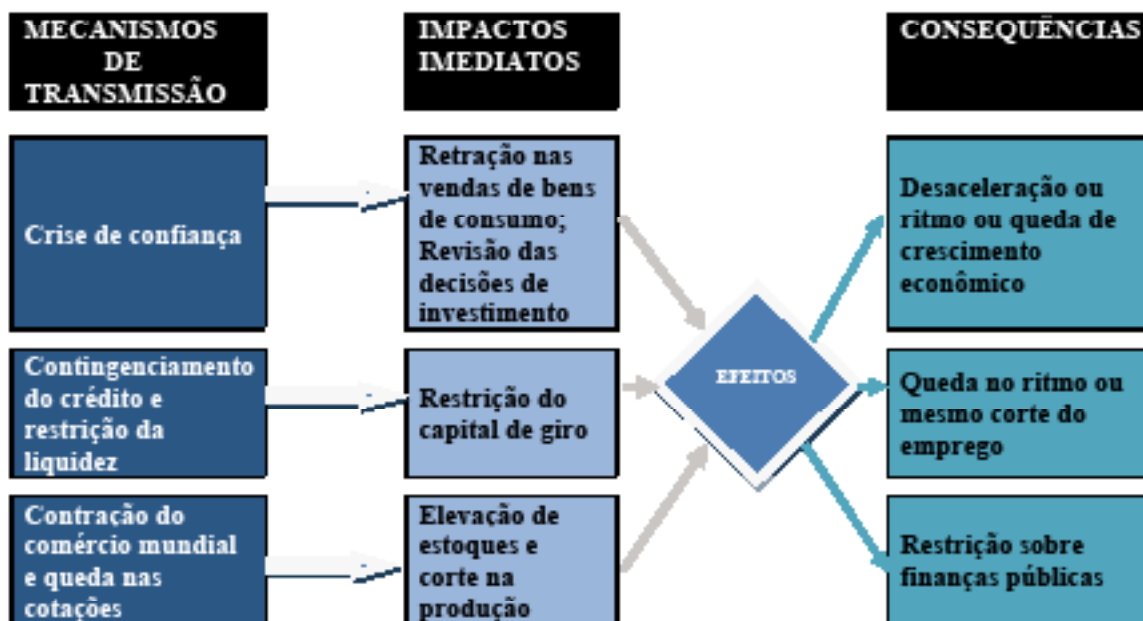 MECANISMOS
DE
TRANSMISSÃO
IMPACTOS
IMEDIATOS
CONSEQUÊNCIAS
Crise de confiança
Retração nas
vendas de bens
de consumo;
Revisão das
decisões de
investimento
Desaceleração ou
ritmo ou queda de
crescimento
econômico
Contingenciamento
do crédito e
restrição da
liquidez
Restrição do
capital de giro
EFEITOS
Queda no ritmo ou
mesmo corte do
emprego
Contração do
comércio mundial
e queda nas
cotações
Elevação de
estoques e
corte na
produção
Restrição sobre
finanças públicas